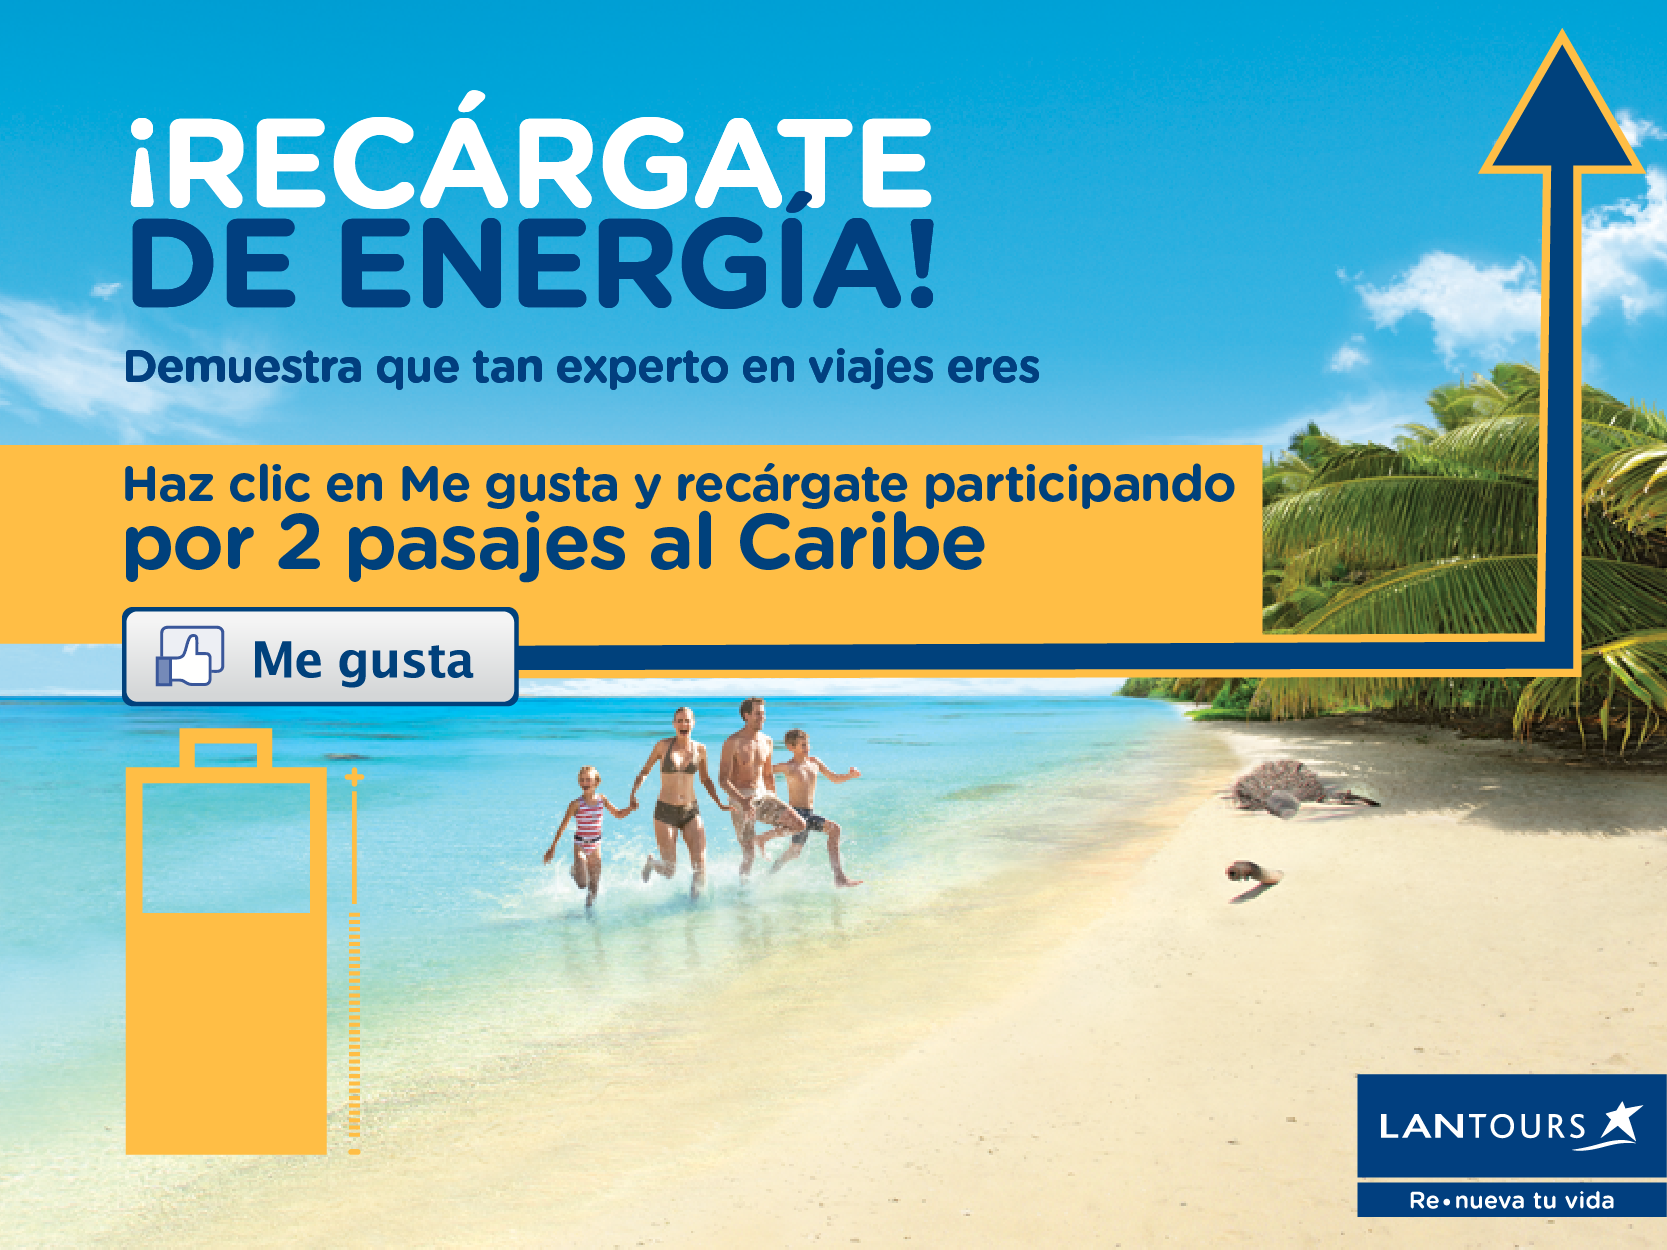 ¡RECÁRGATE
DE ENERGÍA!
Demuestra que tan experto en viajes eres
Haz clic en Me gusta y recárgate participando
por 2 pasajes al Caribe
Me gusta
LANTOURS
Re•nueva tu vida